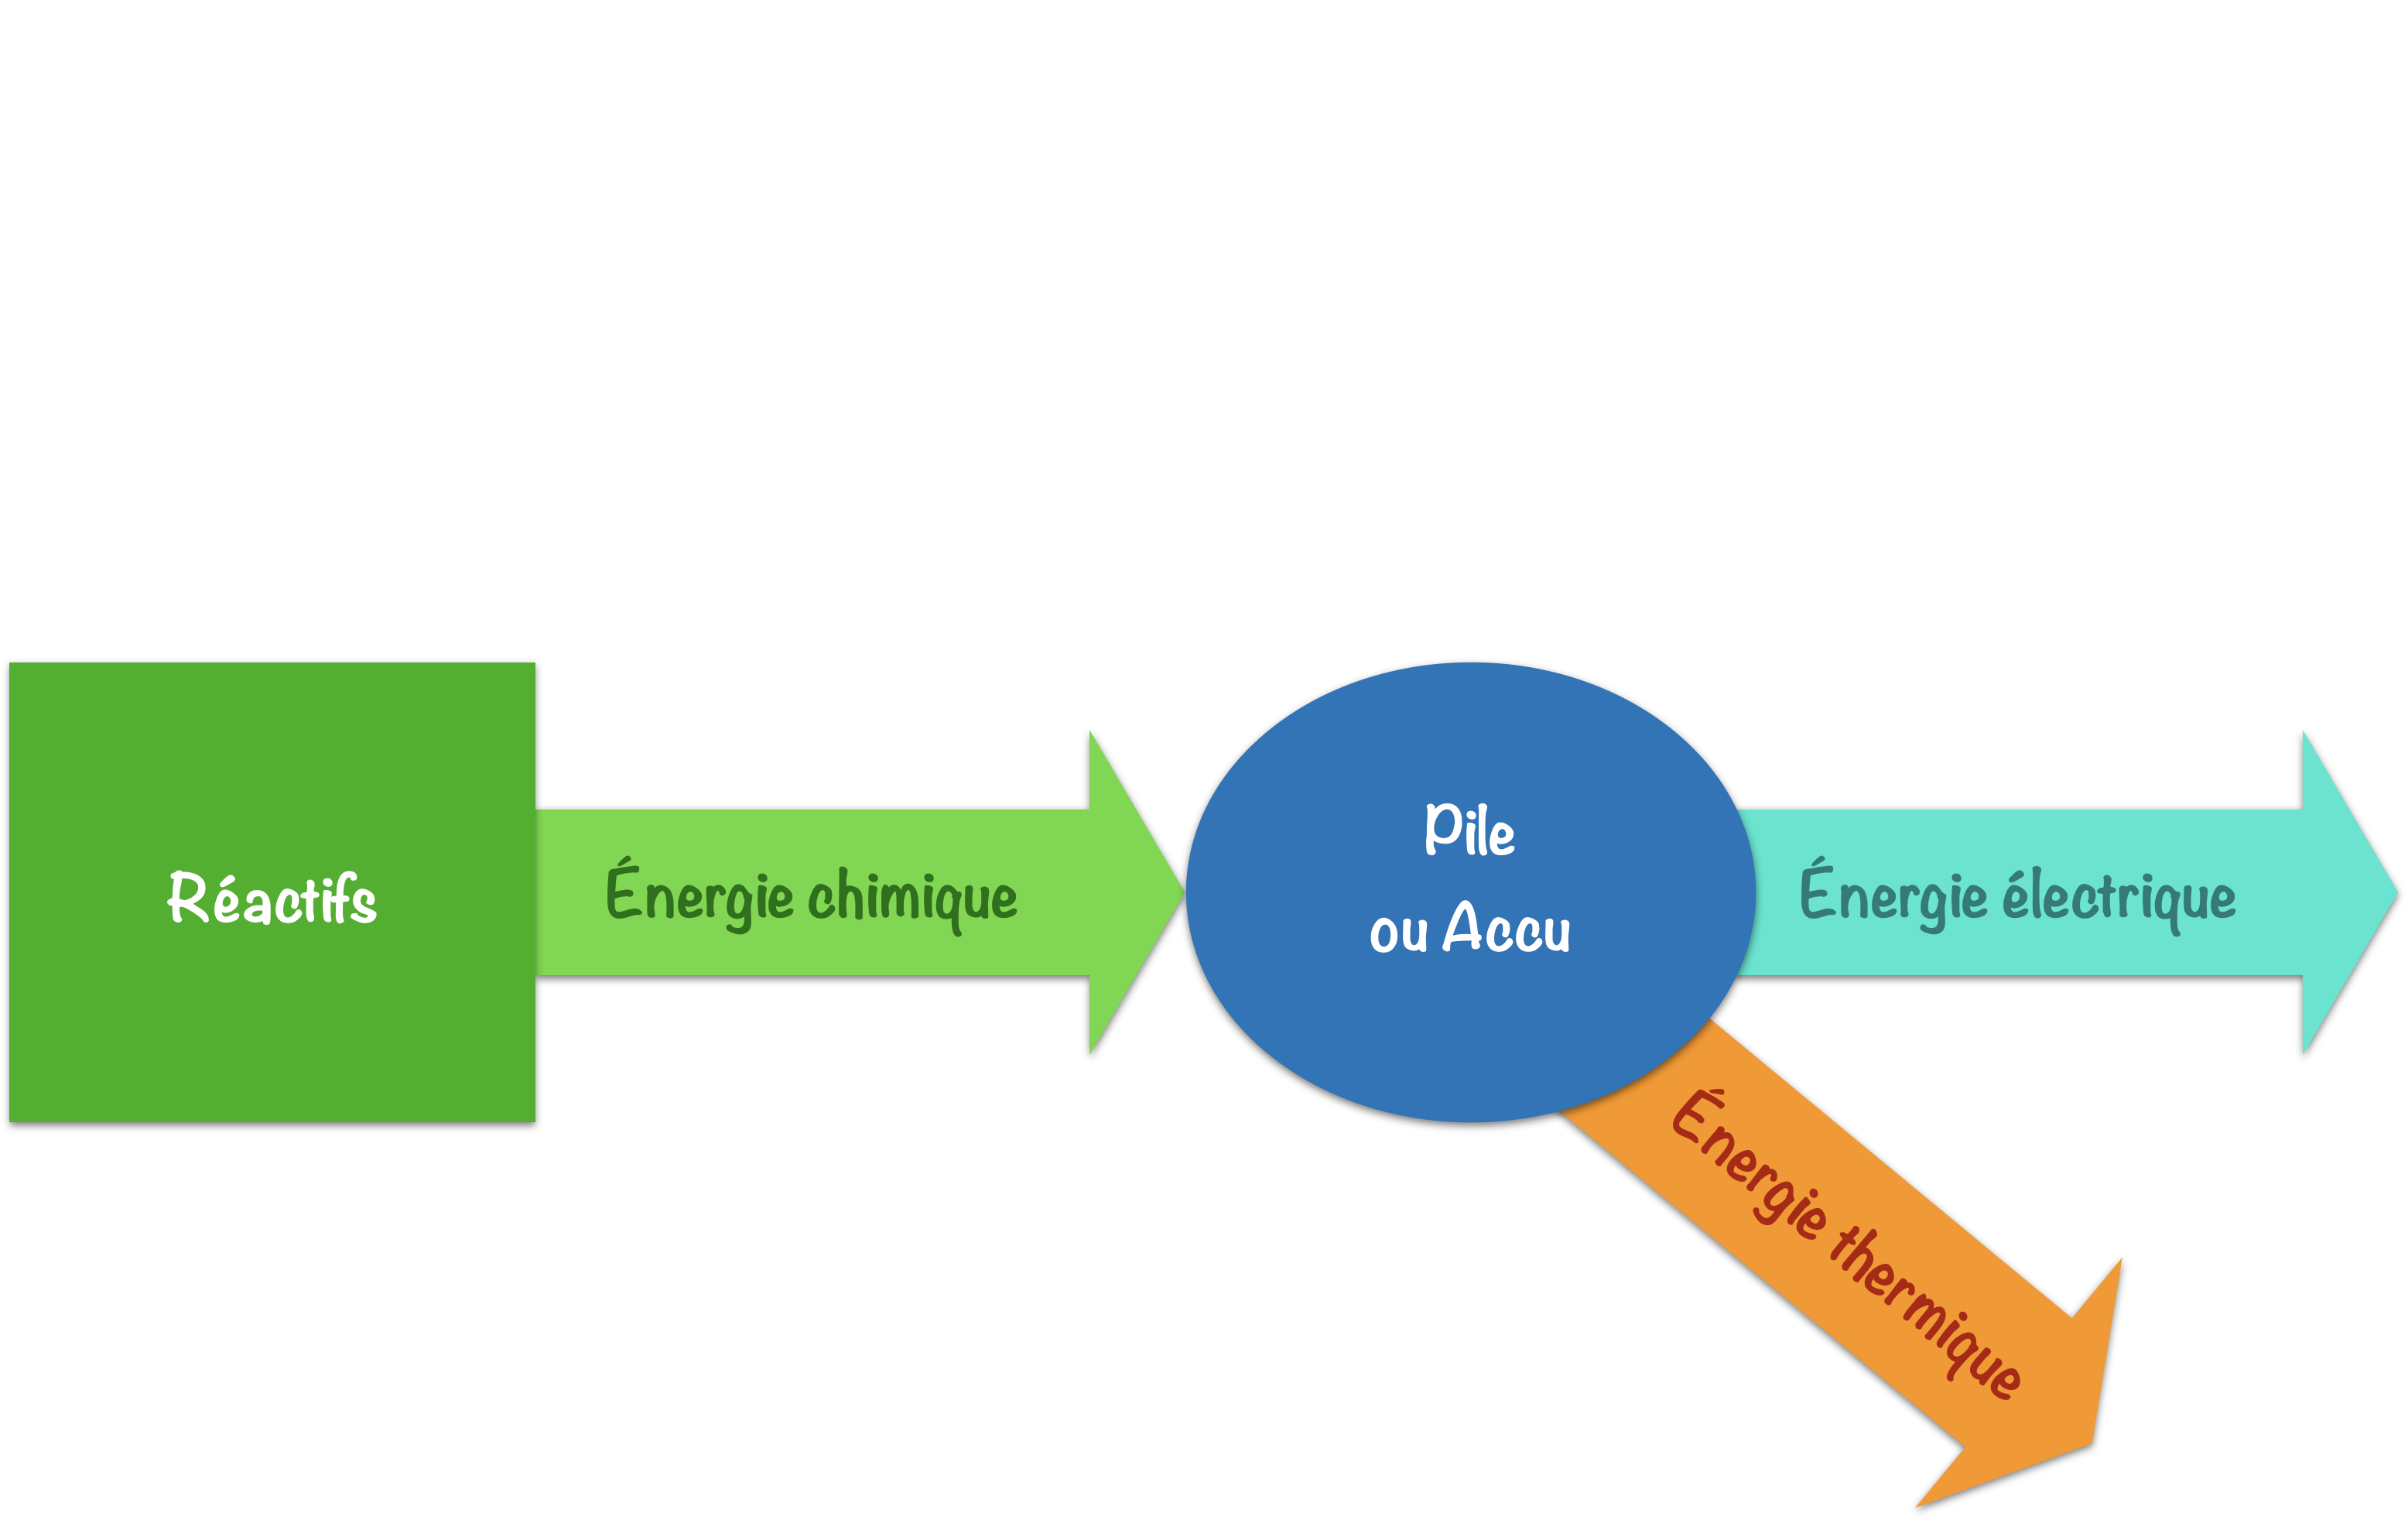 Réactifs
Énergie chimique
Pile
ou Accu
Énergie électrique
Énergie thermique